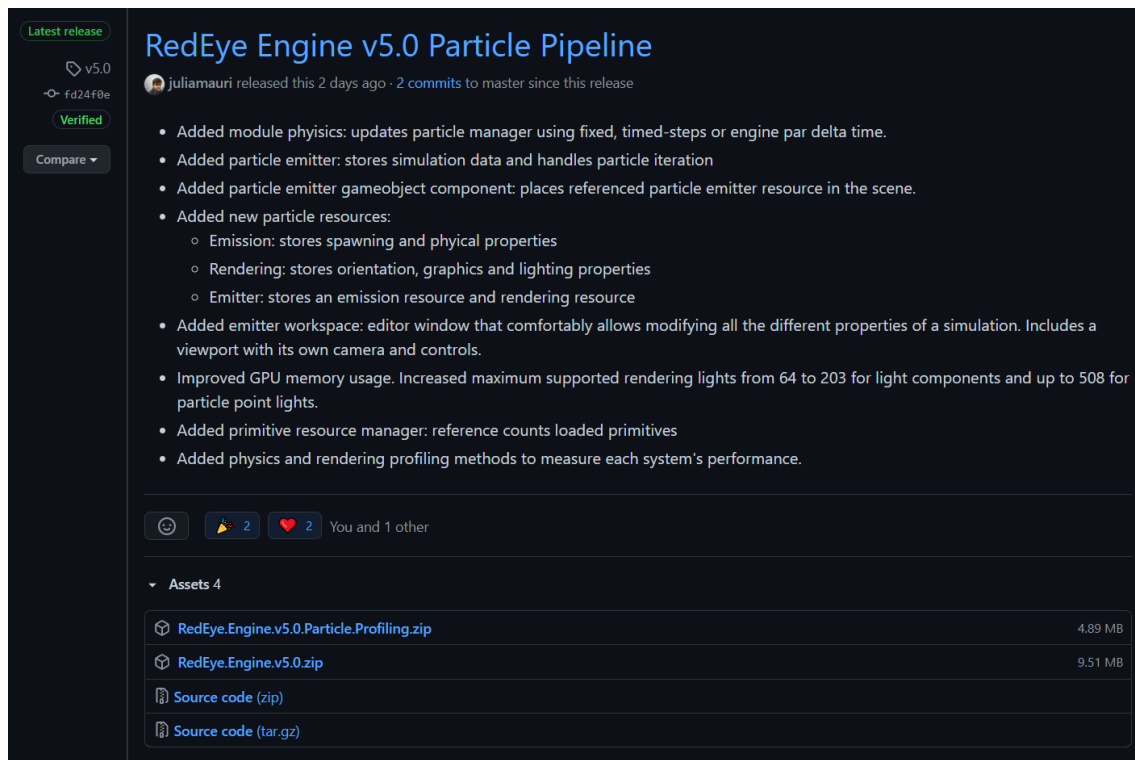 Latest release
v5.0
fd24f0e
Verified
Compare
RedEye Engine v5.0 Particle Pipeline
juliamauri released this 2 days ago · 2 commits to master since this release
• Added module phyisics: updates particle manager using fixed, timed-steps or engine par delta time.
• Added particle emitter: stores simulation data and handles particle iteration
• Added particle emitter gameobject component: places referenced particle emitter resource in the scene.
• Added new particle resources:
◦ Emission: stores spawning and phyical properties
◦ Rendering: stores orientation, graphics and lighting properties
◦ Emitter: stores an emission resource and rendering resource
• Added emitter workspace: editor window that comfortably allows modifying all the different properties of a simulation. Includes a
viewport with its own camera and controls.
• Improved GPU memory usage. Increased maximum supported rendering lights from 64 to 203 for light components and up to 508 for
particle point lights.
• Added primitive resource manager: reference counts loaded primitives
• Added physics and rendering profiling methods to measure each system's performance.
2 2 You and 1 other
Assets 4
RedEye.Engine.v5.0.Particle.Profiling.zip 4.89 MB
RedEye.Engine.v5.0.zip 9.51 MB
Source code (zip)
Source code (tar.gz)